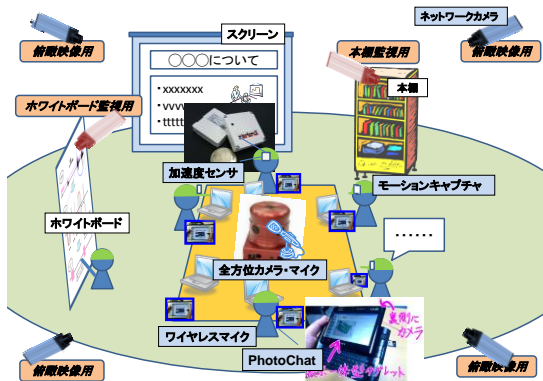 スクリーン
ネットワークカメラ
俯瞰映像用
本棚監視用
俯瞰映像用
〇〇〇について
•xxxxxxx
本棚
ホワイトボード監視用
加速度センサ
モーションキャプチャ
ホワイトボード
・・・・・・
全方位カメラ・マイク
裏側に
カメラ
ワイヤレスマイク
PhotoChat
俯瞰映像用
俯瞰映像用